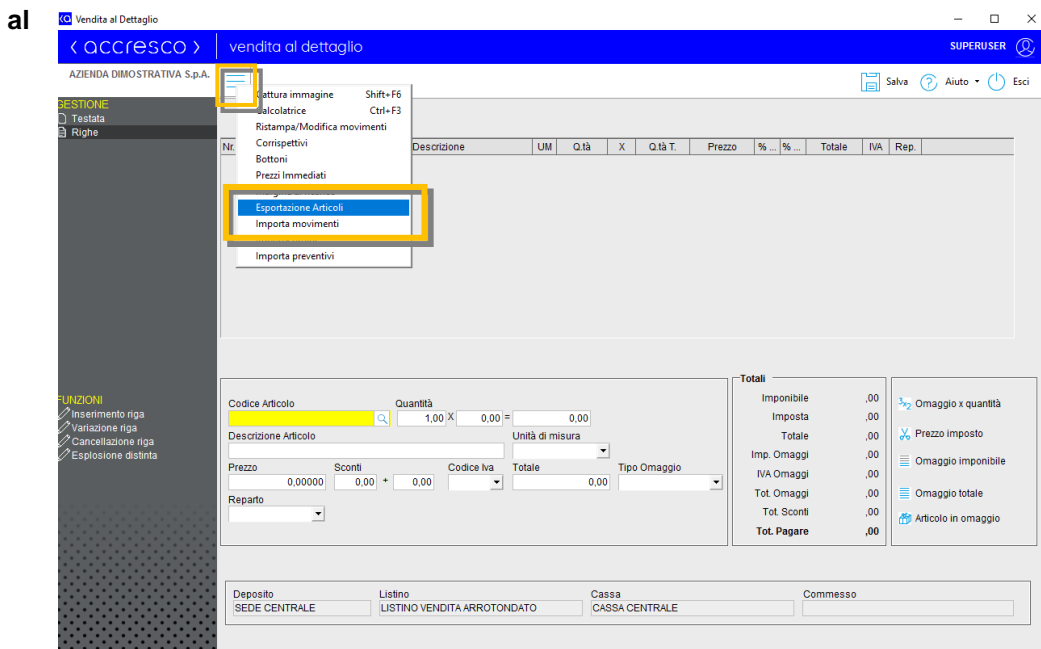 al
Vendita al Dettaglio
‹ accresco ›
vendita al dettaglio
SUPERUSER
AZIENDA DIMOSTRATIVA S.p.A.
Salva
Aiuto
Esci
GESTIONE
Testata
Righe
Cattura immagine Shift+F6
Calcolatrice Ctrl+F3
Ristampa/Modifica movimenti
Corrispettivi
Bottoni
Prezzi Immediati
Esportazione Articoli
Importa movimenti
Importa preventivi
Nr. Descrizione UM Q.tà X Q.tà T. Prezzo % ... % ... Totale IVA Rep.
FUNZIONI
Inserimento riga
Variazione riga
Cancellazione riga
Esplosione distinta
Codice Articolo Quantità
1,00 X 0,00 = 0,00
Descrizione Articolo Unità di misura
Prezzo Sconti Codice Iva Totale Tipo Omaggio
0,00000 0,00 + 0,00 0,00
Reparto
Totali
Imponibile ,00
Imposta ,00
Totale ,00
Imp. Omaggi ,00
IVA Omaggi ,00
Tot. Omaggi ,00
Tot. Sconti ,00
Tot. Pagare ,00
3x2 Omaggio x quantità
Prezzo imposto
Omaggio imponibile
Omaggio totale
Articolo in omaggio
Deposito Listino Cassa Commesso
SEDE CENTRALE LISTINO VENDITA ARROTONDATO CASSA CENTRALE